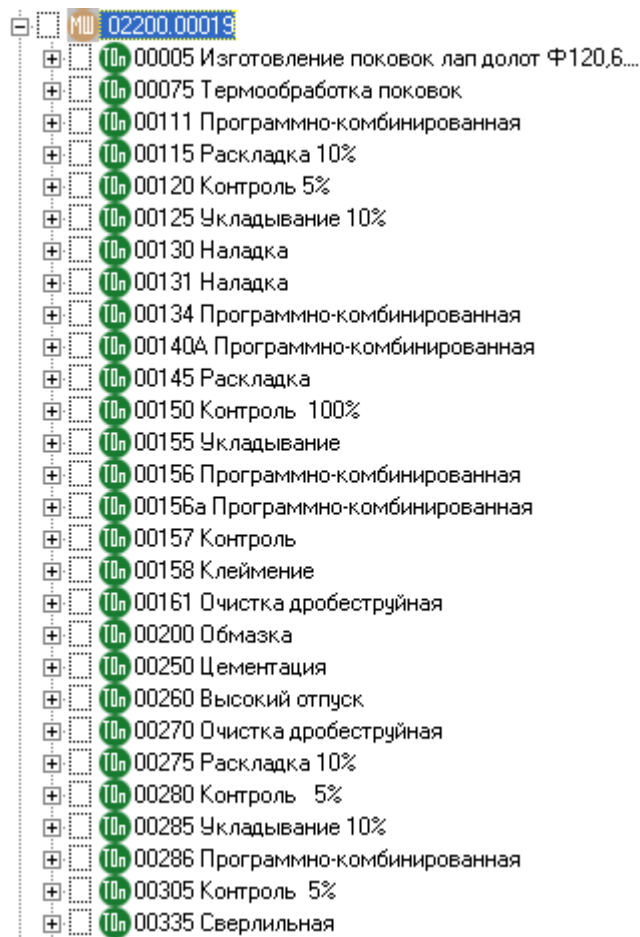 МШ 02200.00019
ТОп 00005 Изготовление поковок лап долот Ф120,6....
ТОп 00075 Термообработка поковок
ТОп 00111 Программно-комбинированная
ТОп 00115 Раскладка 10%
ТОп 00120 Контроль 5%
ТОп 00125 Укладывание 10%
ТОп 00130 Наладка
ТОп 00131 Наладка
ТОп 00134 Программно-комбинированная
ТОп 00140А Программно-комбинированная
ТОп 00145 Раскладка
ТОп 00150 Контроль  100%
ТОп 00155 Укладывание
ТОп 00156 Программно-комбинированная
ТОп 00156а Программно-комбинированная
ТОп 00157 Контроль
ТОп 00158 Клеймение
ТОп 00161 Очистка дробеструйная
ТОп 00200 Обмазка
ТОп 00250 Цементация
ТОп 00260 Высокий отпуск
ТОп 00270 Очистка дробеструйная
ТОп 00275 Раскладка 10%
ТОп 00280 Контроль   5%
ТОп 00285 Укладывание 10%
ТОп 00286 Программно-комбинированная
ТОп 00305 Контроль  5%
ТОп 00335 Сверлильная